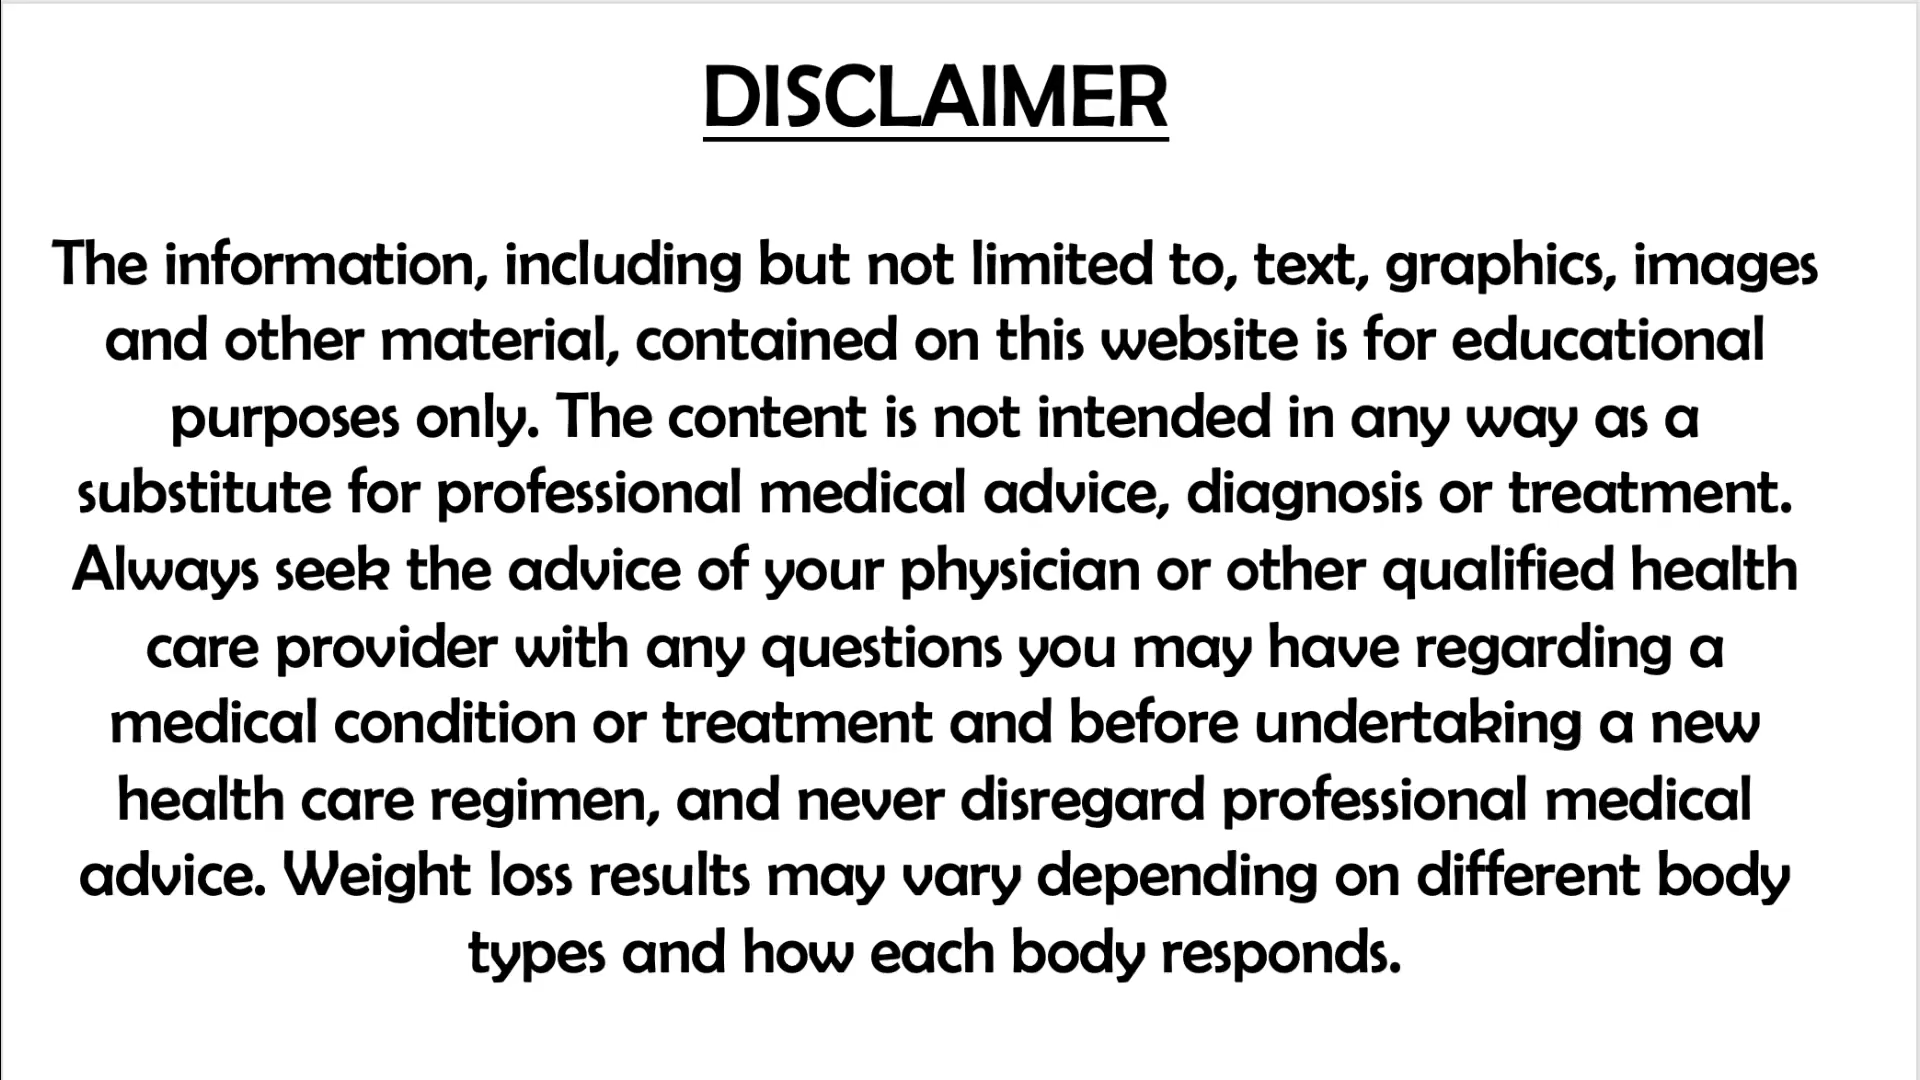 DISCLAIMER
The information, including but not limited to, text, graphics, images
and other material, contained on this website is for educational
purposes only. The content is not intended in any way as a
substitute for professional medical advice, diagnosis or treatment.
Always seek the advice of your physician or other qualified health
care provider with any questions you may have regarding a
medical condition or treatment and before undertaking a new
health care regimen, and never disregard professional medical
advice. Weight loss results may vary depending on different body
types and how each body responds.